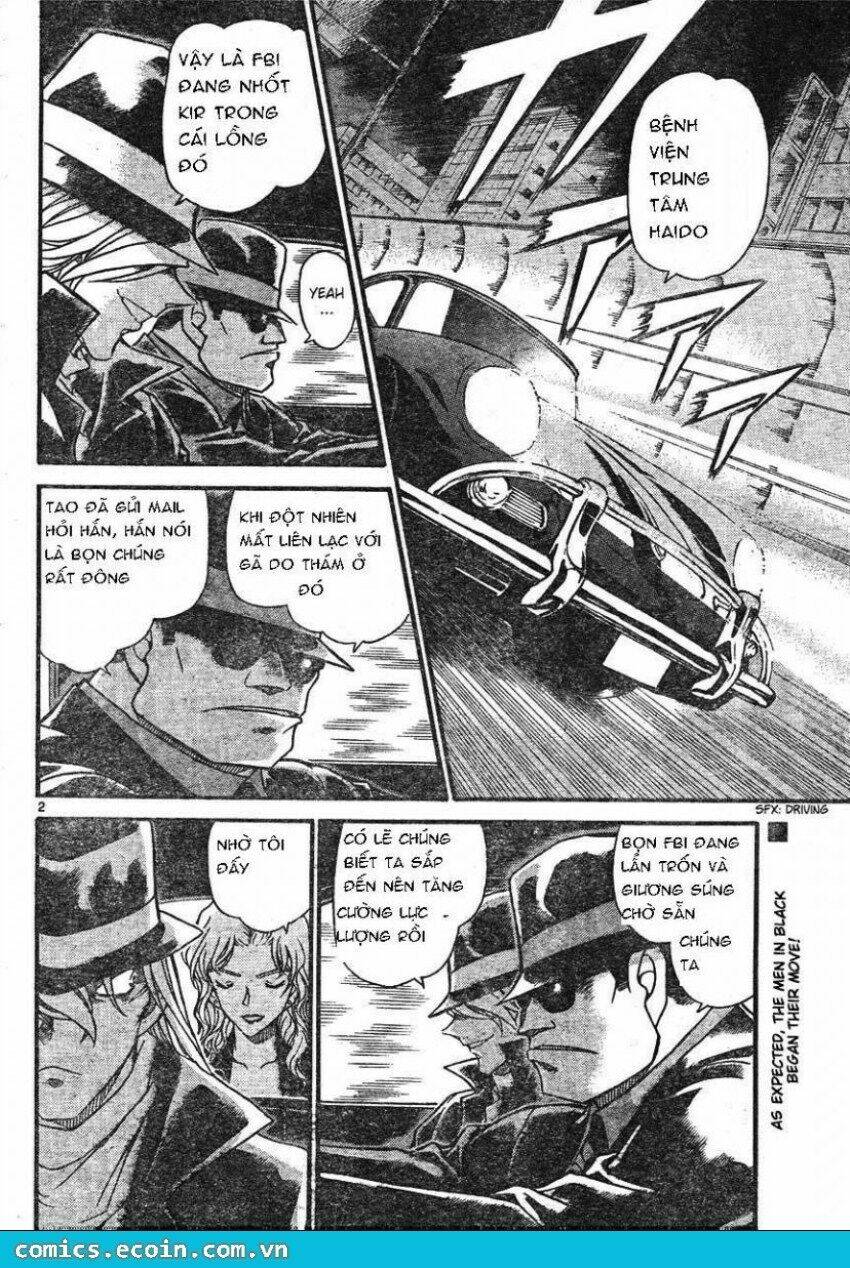 BỆNH
VIỆN
TRUNG
TÂM
HAIDO
VẬY LÀ FBI
ĐANG NHỐT
KIR TRONG
CÁI LỒNG
ĐÓ
YEAH
...
KHI ĐỘT NHIÊN
MẤT LIÊN LẠC VỚI
GÃ DO THÁM Ở
ĐÓ
TAO ĐÃ GỬI MAIL
HỎI HẮN, HẮN NÓI
LÀ BỌN CHÚNG
RẤT ĐÔNG
2
SFX: DRIVING
BỌN FBI ĐANG
LẨN TRỐN VÀ
GIƯƠNG SÚNG
CHỜ SẴN
CHÚNG
TA
CÓ LẼ CHÚNG
BIẾT TA SẮP
ĐẾN NÊN TĂNG
CƯỜNG LỰC
LƯỢNG RỒI
NHỜ TÔI
ĐẤY
AS EXPECTED, THE MEN IN BLACK
BEGAN THEIR MOVE!
comics.ecoin.com.vn